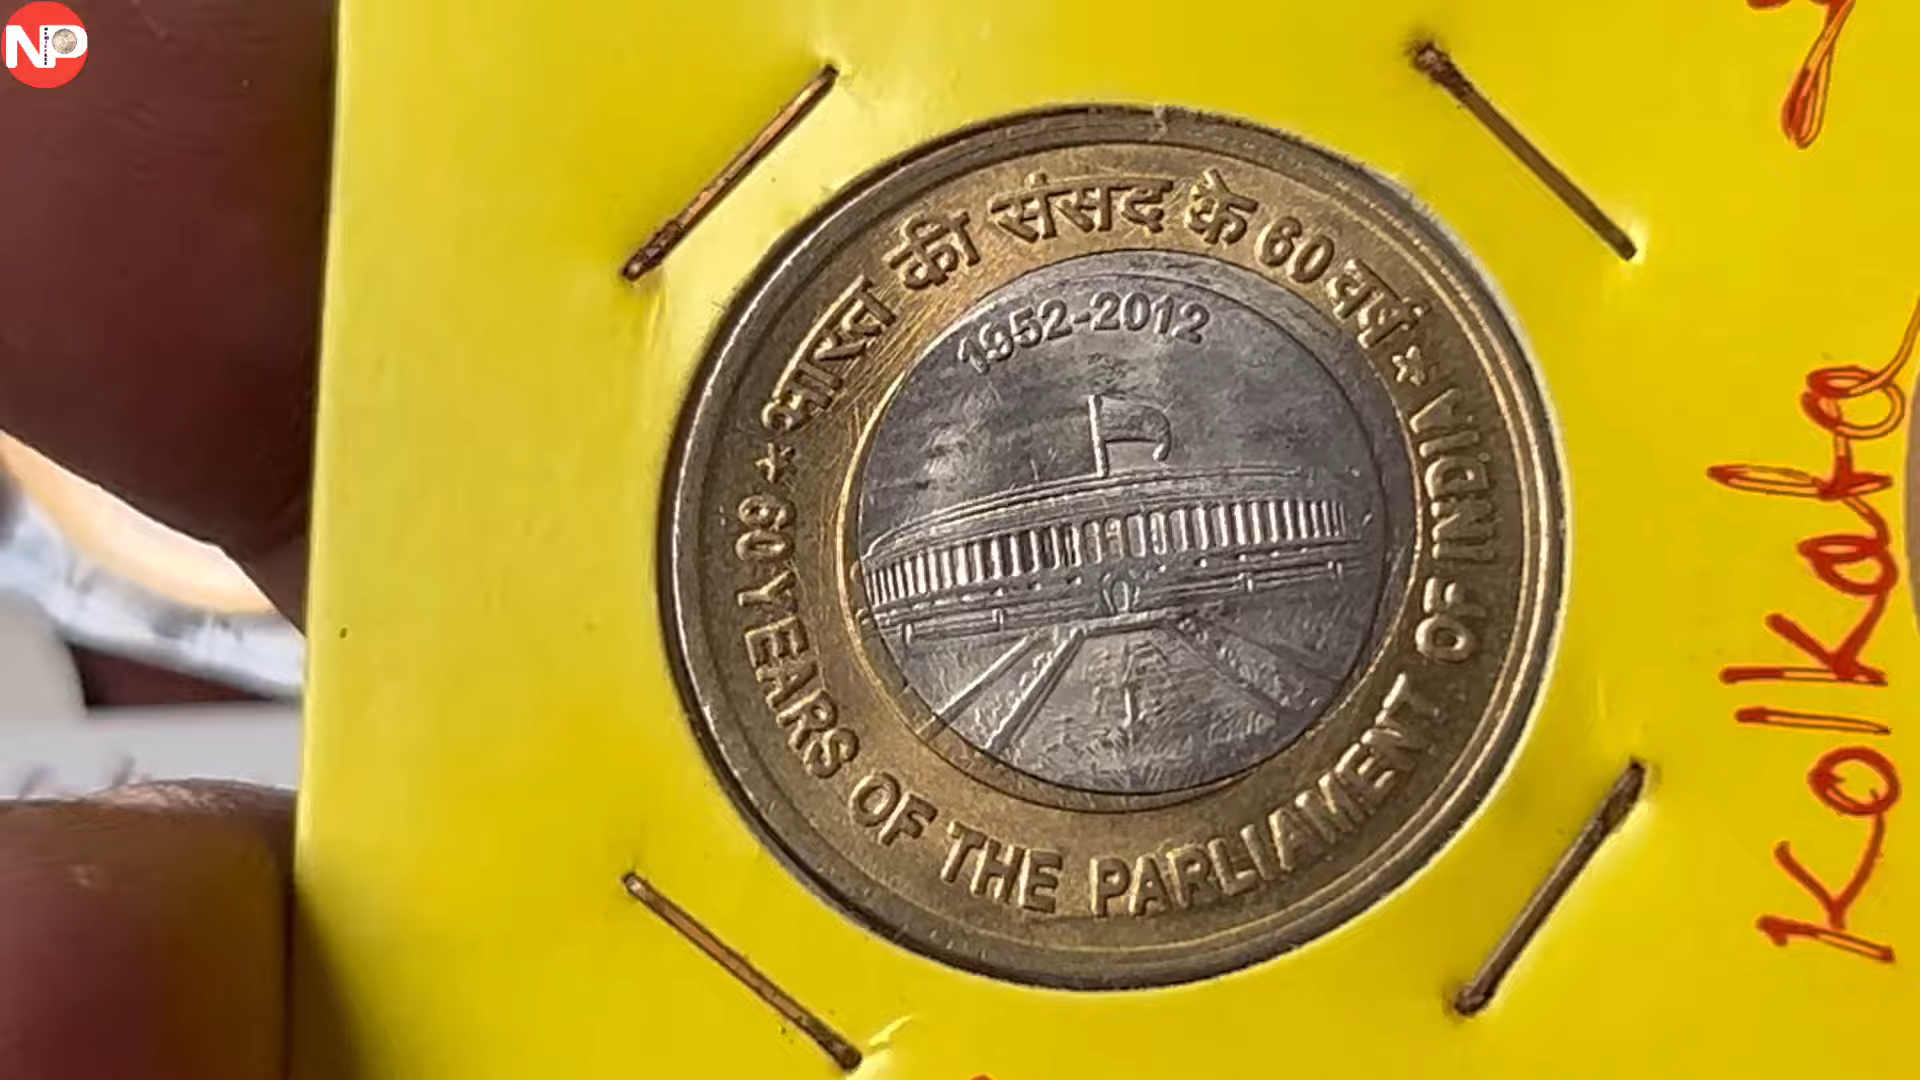 NP
भारत की संसद के 60 वर्ष
1952-2012
60 YEARS OF THE PARLIAMENT OF INDIA
Kolkata